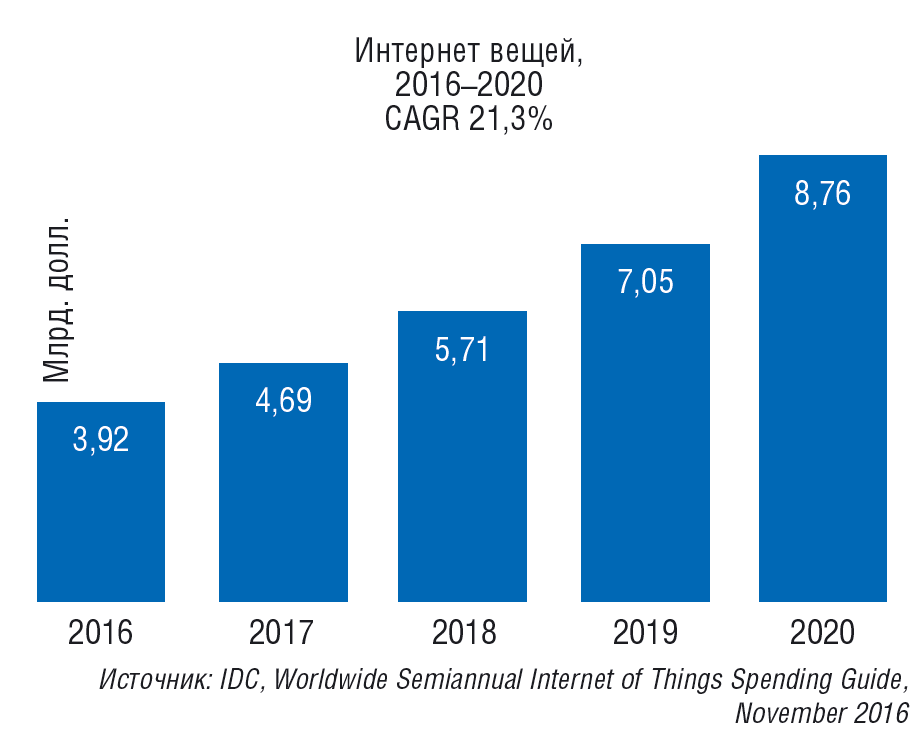 Интернет вещей,
2016–2020
CAGR 21,3%
Млрд. долл.
3,92
4,69
5,71
7,05
8,76
2016
2017
2018
2019
2020
Источник: IDC, Worldwide Semiannual Internet of Things Spending Guide,
November 2016